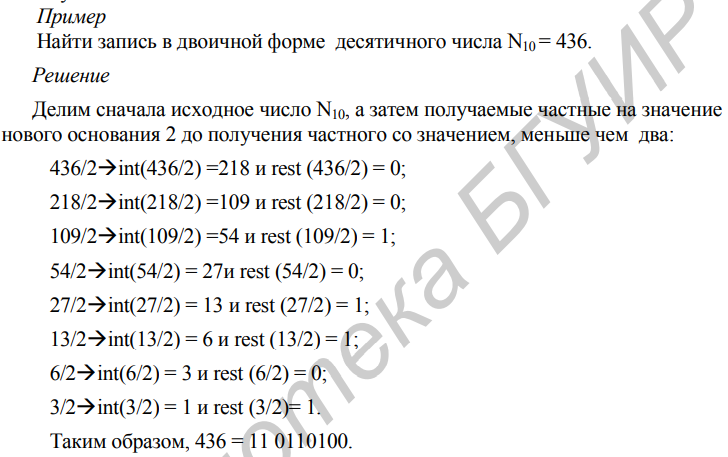 Пример
Найти запись в двоичной форме десятичного числа N10 = 436.
Решение
Делим сначала исходное число N10, а затем получаемые частные на значение
нового основания 2 до получения частного со значением, меньше чем два:
436/2→int(436/2) =218 и rest (436/2) = 0;
218/2→int(218/2) =109 и rest (218/2) = 0;
109/2→int(109/2) =54 и rest (109/2) = 1;
54/2→int(54/2) = 27и rest (54/2) = 0;
27/2→int(27/2) = 13 и rest (27/2) = 1;
13/2→int(13/2) = 6 и rest (13/2) = 1;
6/2→int(6/2) = 3 и rest (6/2) = 0;
3/2→int(3/2) = 1 и rest (3/2)= 1.
Таким образом, 436 = 11 0110100.
отека БГУИР